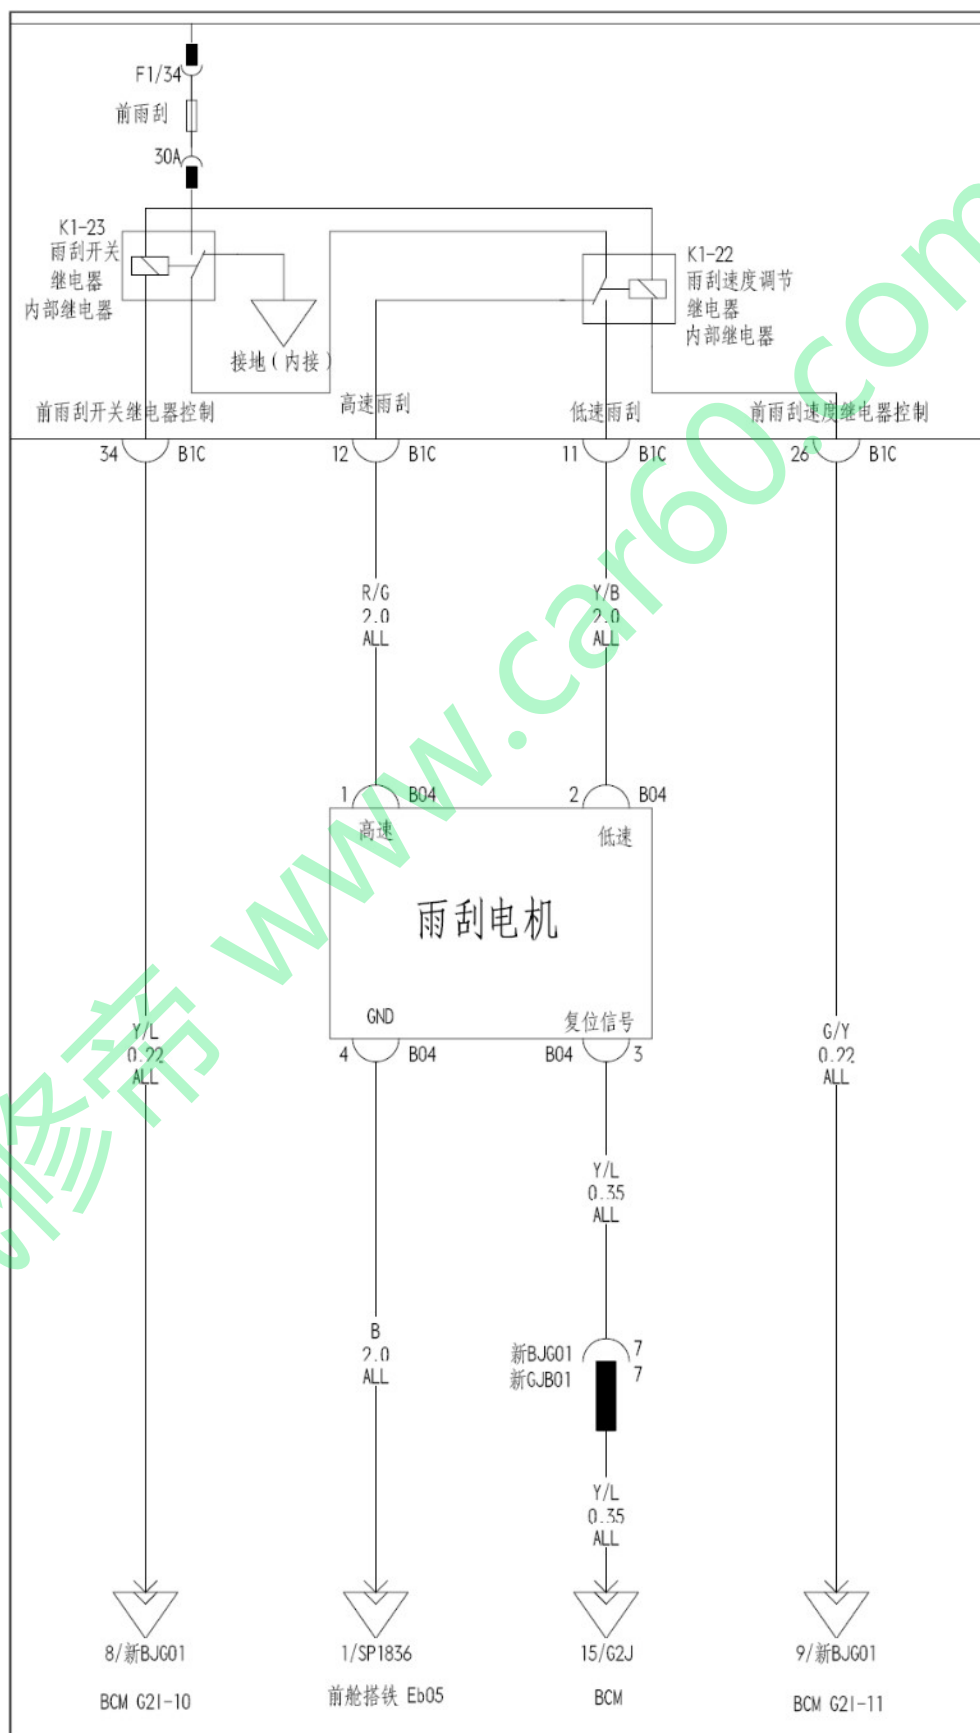 F1/34
前雨刮
30A
K1-23
雨刮开关
继电器
内部继电器
接地(内接)
K1-22
雨刮速度调节
继电器
内部继电器
前雨刮开关继电器控制
高速雨刮
低速雨刮
前雨刮速度继电器控制
34 B1C
12 B1C
11 B1C
26 B1C
R/G
2.0
ALL
Y/B
2.0
ALL
1 B04
2 B04
高速
低速
雨刮电机
GND
复位信号
4 B04
B04 3
Y/L
0.22
ALL
G/Y
0.22
ALL
Y/L
0.35
ALL
B
2.0
ALL
新BJG01 7
新GJB01 7
Y/L
0.35
ALL
8/新BJG01
BCM G2I-10
1/SP1836
前舱搭铁 Eb05
15/G2J
BCM
9/新BJG01
BCM G2I-11
修帝 www.car60.com